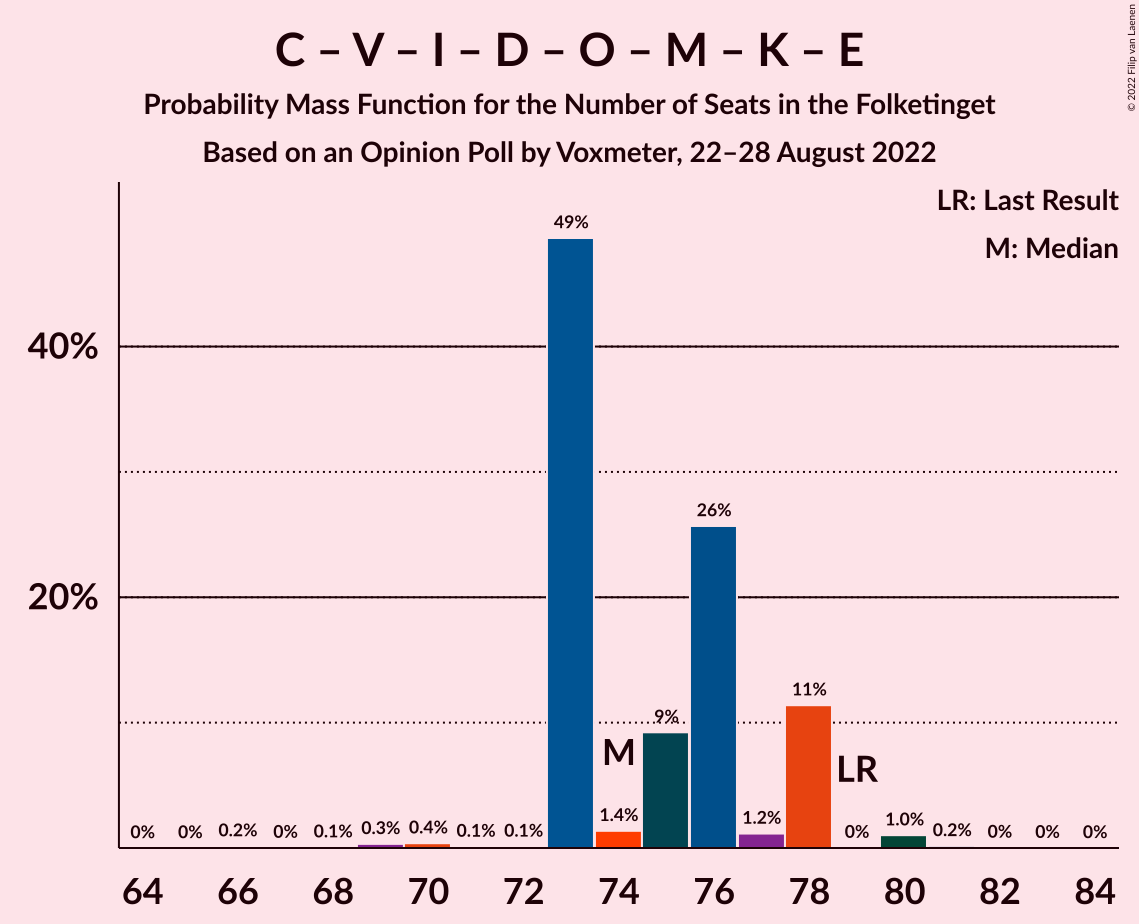 C – V – I – D – O – M – K – E
Probability Mass Function for the Number of Seats in the Folketinget
Based on an Opinion Poll by Voxmeter, 22–28 August 2022
© 2022 Filip van Laenen
LR: Last Result
M: Median
40%
20%
0%
0%
0.2%
0%
0.1%
0.3%
0.4%
0.1%
0.1%
49%
1.4%
9%
26%
1.2%
11%
0%
1.0%
0.2%
0%
0%
0%
M
LR
64 66 68 70 72 74 76 78 80 82 84